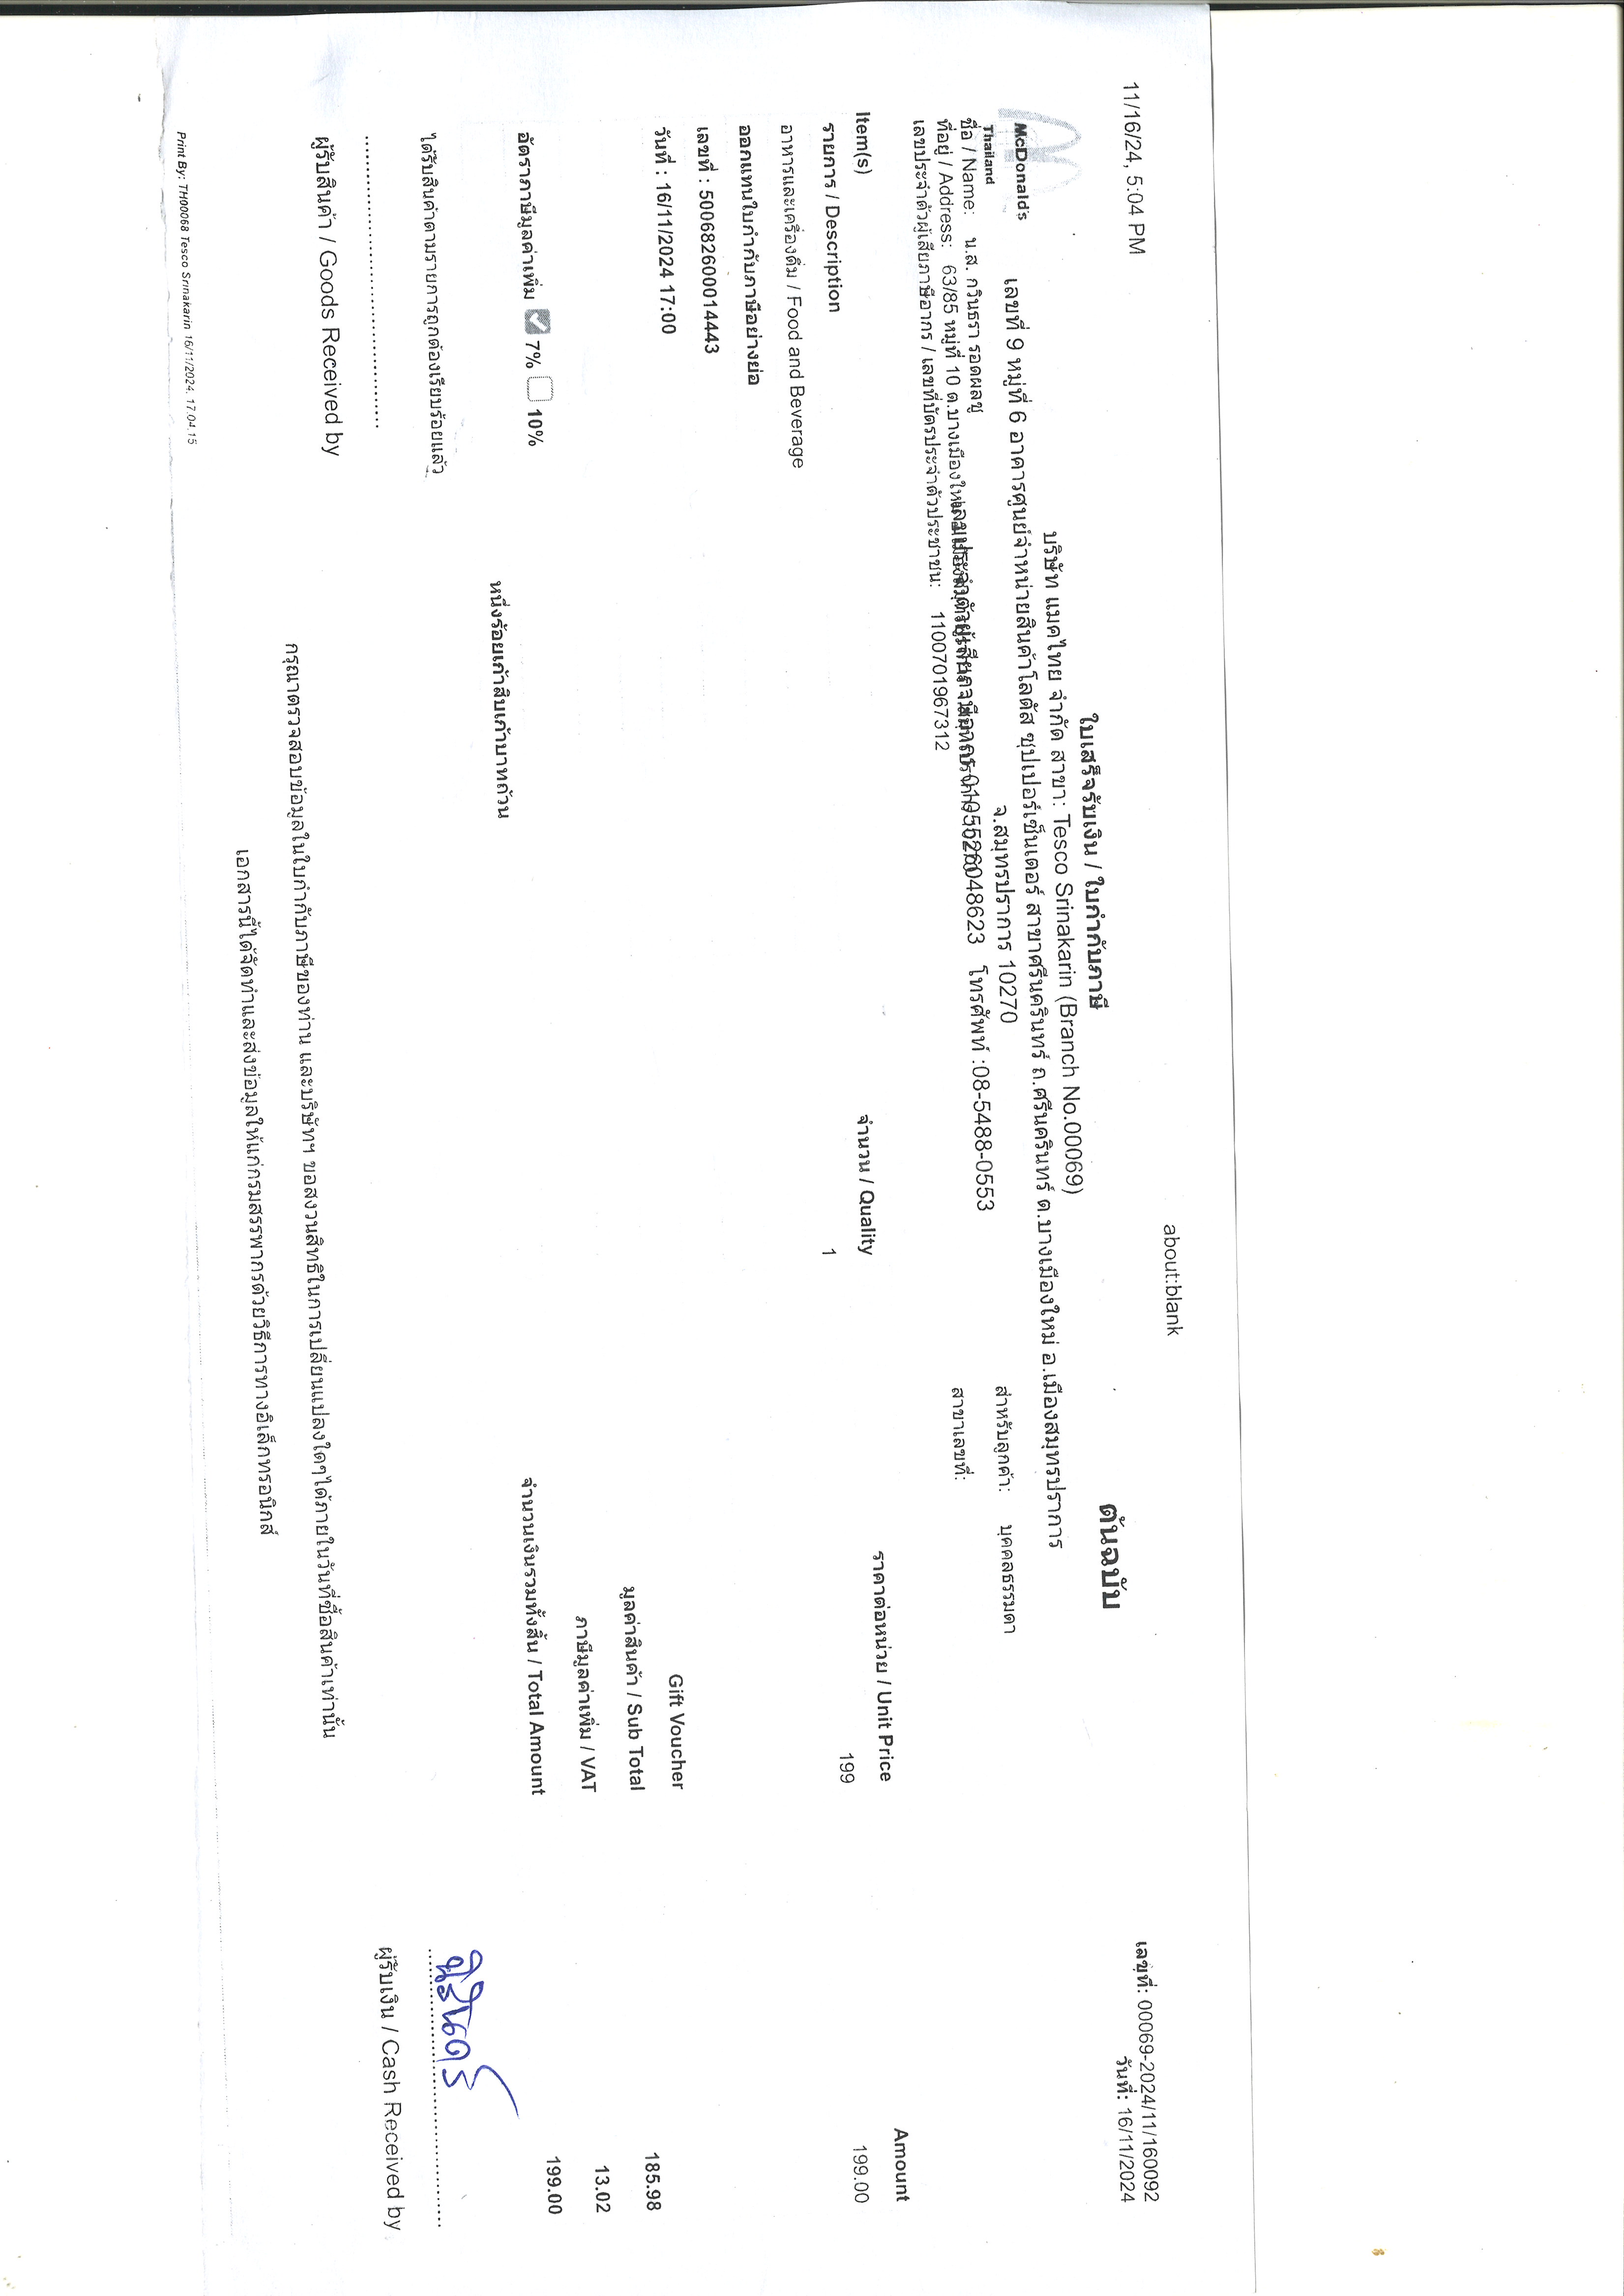 about:blank
11/16/24, 5:04 PM
เลขที่: 00069-2024/11/160092
วันที่: 16/11/2024
ต้นฉบับ
ใบเสร็จรับเงิน / ใบกำกับภาษี
บริษัท แมคไทย จำกัด สาขา: Tesco Srinakarin (Branch No.00069)
เลขที่ 9 หมู่ที่ 6 อาคารศูนย์จำหน่ายสินค้าโลตัส ซุปเปอร์เซ็นเตอร์ สาขาศรีนครินทร์ ถ.ศรีนครินทร์ ต.บางเมืองใหม่ อ.เมืองสมุทรปราการ
จ.สมุทรปราการ 10270
เลขประจำตัวผู้เสียภาษีอากร 0105526048623 โทรศัพท์ :08-5488-0553
McDonald's
Thailand
ชื่อ / Name: น.ส. กวินธรา รอดผลชู
สำหรับลูกค้า: บุคคลธรรมดา
ที่อยู่ / Address: 63/85 หมู่ที่ 10 ต.บางเมืองใหม่ อ.เมืองสมุทรปราการ จ.สมุทรปราการ 10270
สาขาเลขที่:
เลขประจำตัวผู้เสียภาษีอากร / เลขที่บัตรประจำตัวประชาชน: 1100701967312
Item(s)
รายการ / Description จำนวน / Quality ราคาต่อหน่วย / Unit Price Amount
อาหารและเครื่องดื่ม / Food and Beverage 1 199 199.00
ออกแทนใบกำกับภาษีอย่างย่อ
เลขที่ : 500682600014443
วันที่ : 16/11/2024 17:00
Gift Voucher
มูลค่าสินค้า / Sub Total 185.98
ภาษีมูลค่าเพิ่ม / VAT 13.02
อัตราภาษีมูลค่าเพิ่ม 7% 10%
จำนวนเงินรวมทั้งสิ้น / Total Amount 199.00
หนึ่งร้อยเก้าสิบเก้าบาทถ้วน
ได้รับสินค้าตามรายการถูกต้องเรียบร้อยแล้ว
ผู้รับสินค้า / Goods Received by
ผู้รับเงิน / Cash Received by
กรุณาตรวจสอบข้อมูลในใบกำกับภาษีของท่าน และบริษัทฯ ขอสงวนสิทธิในการเปลี่ยนแปลงใดๆได้ภายในวันที่ซื้อสินค้าเท่านั้น
เอกสารนี้ได้จัดทำและส่งข้อมูลให้แก่กรมสรรพากรด้วยวิธีการทางอิเล็กทรอนิกส์
Print By: TH00068 Tesco Srinakarin 16/11/2024. 17.04.15